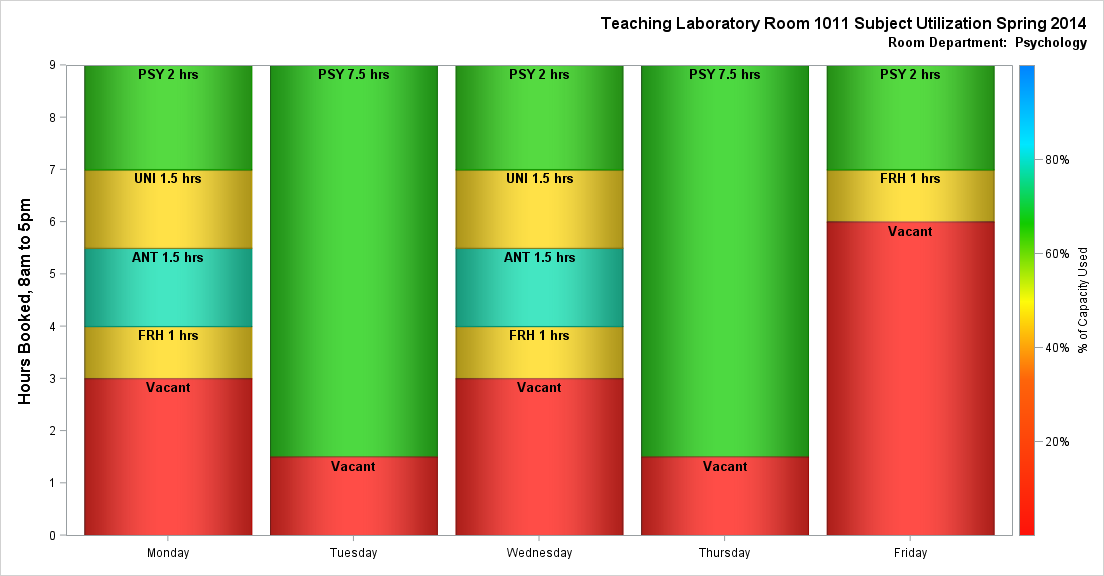 Teaching Laboratory Room 1011 Subject Utilization Spring 2014
Room Department: Psychology
Hours Booked, 8am to 5pm
9
8
7
6
5
4
3
2
1
0
PSY 2 hrs
UNI 1.5 hrs
ANT 1.5 hrs
FRH 1 hrs
Vacant
PSY 7.5 hrs
Vacant
PSY 2 hrs
UNI 1.5 hrs
ANT 1.5 hrs
FRH 1 hrs
Vacant
PSY 7.5 hrs
Vacant
PSY 2 hrs
FRH 1 hrs
Vacant
Monday
Tuesday
Wednesday
Thursday
Friday
80%
60%
40%
20%
% of Capacity Used